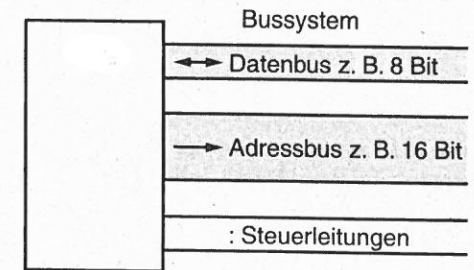 Bussystem
Datenbus z. B. 8 Bit
Adressbus z. B. 16 Bit
: Steuerleitungen